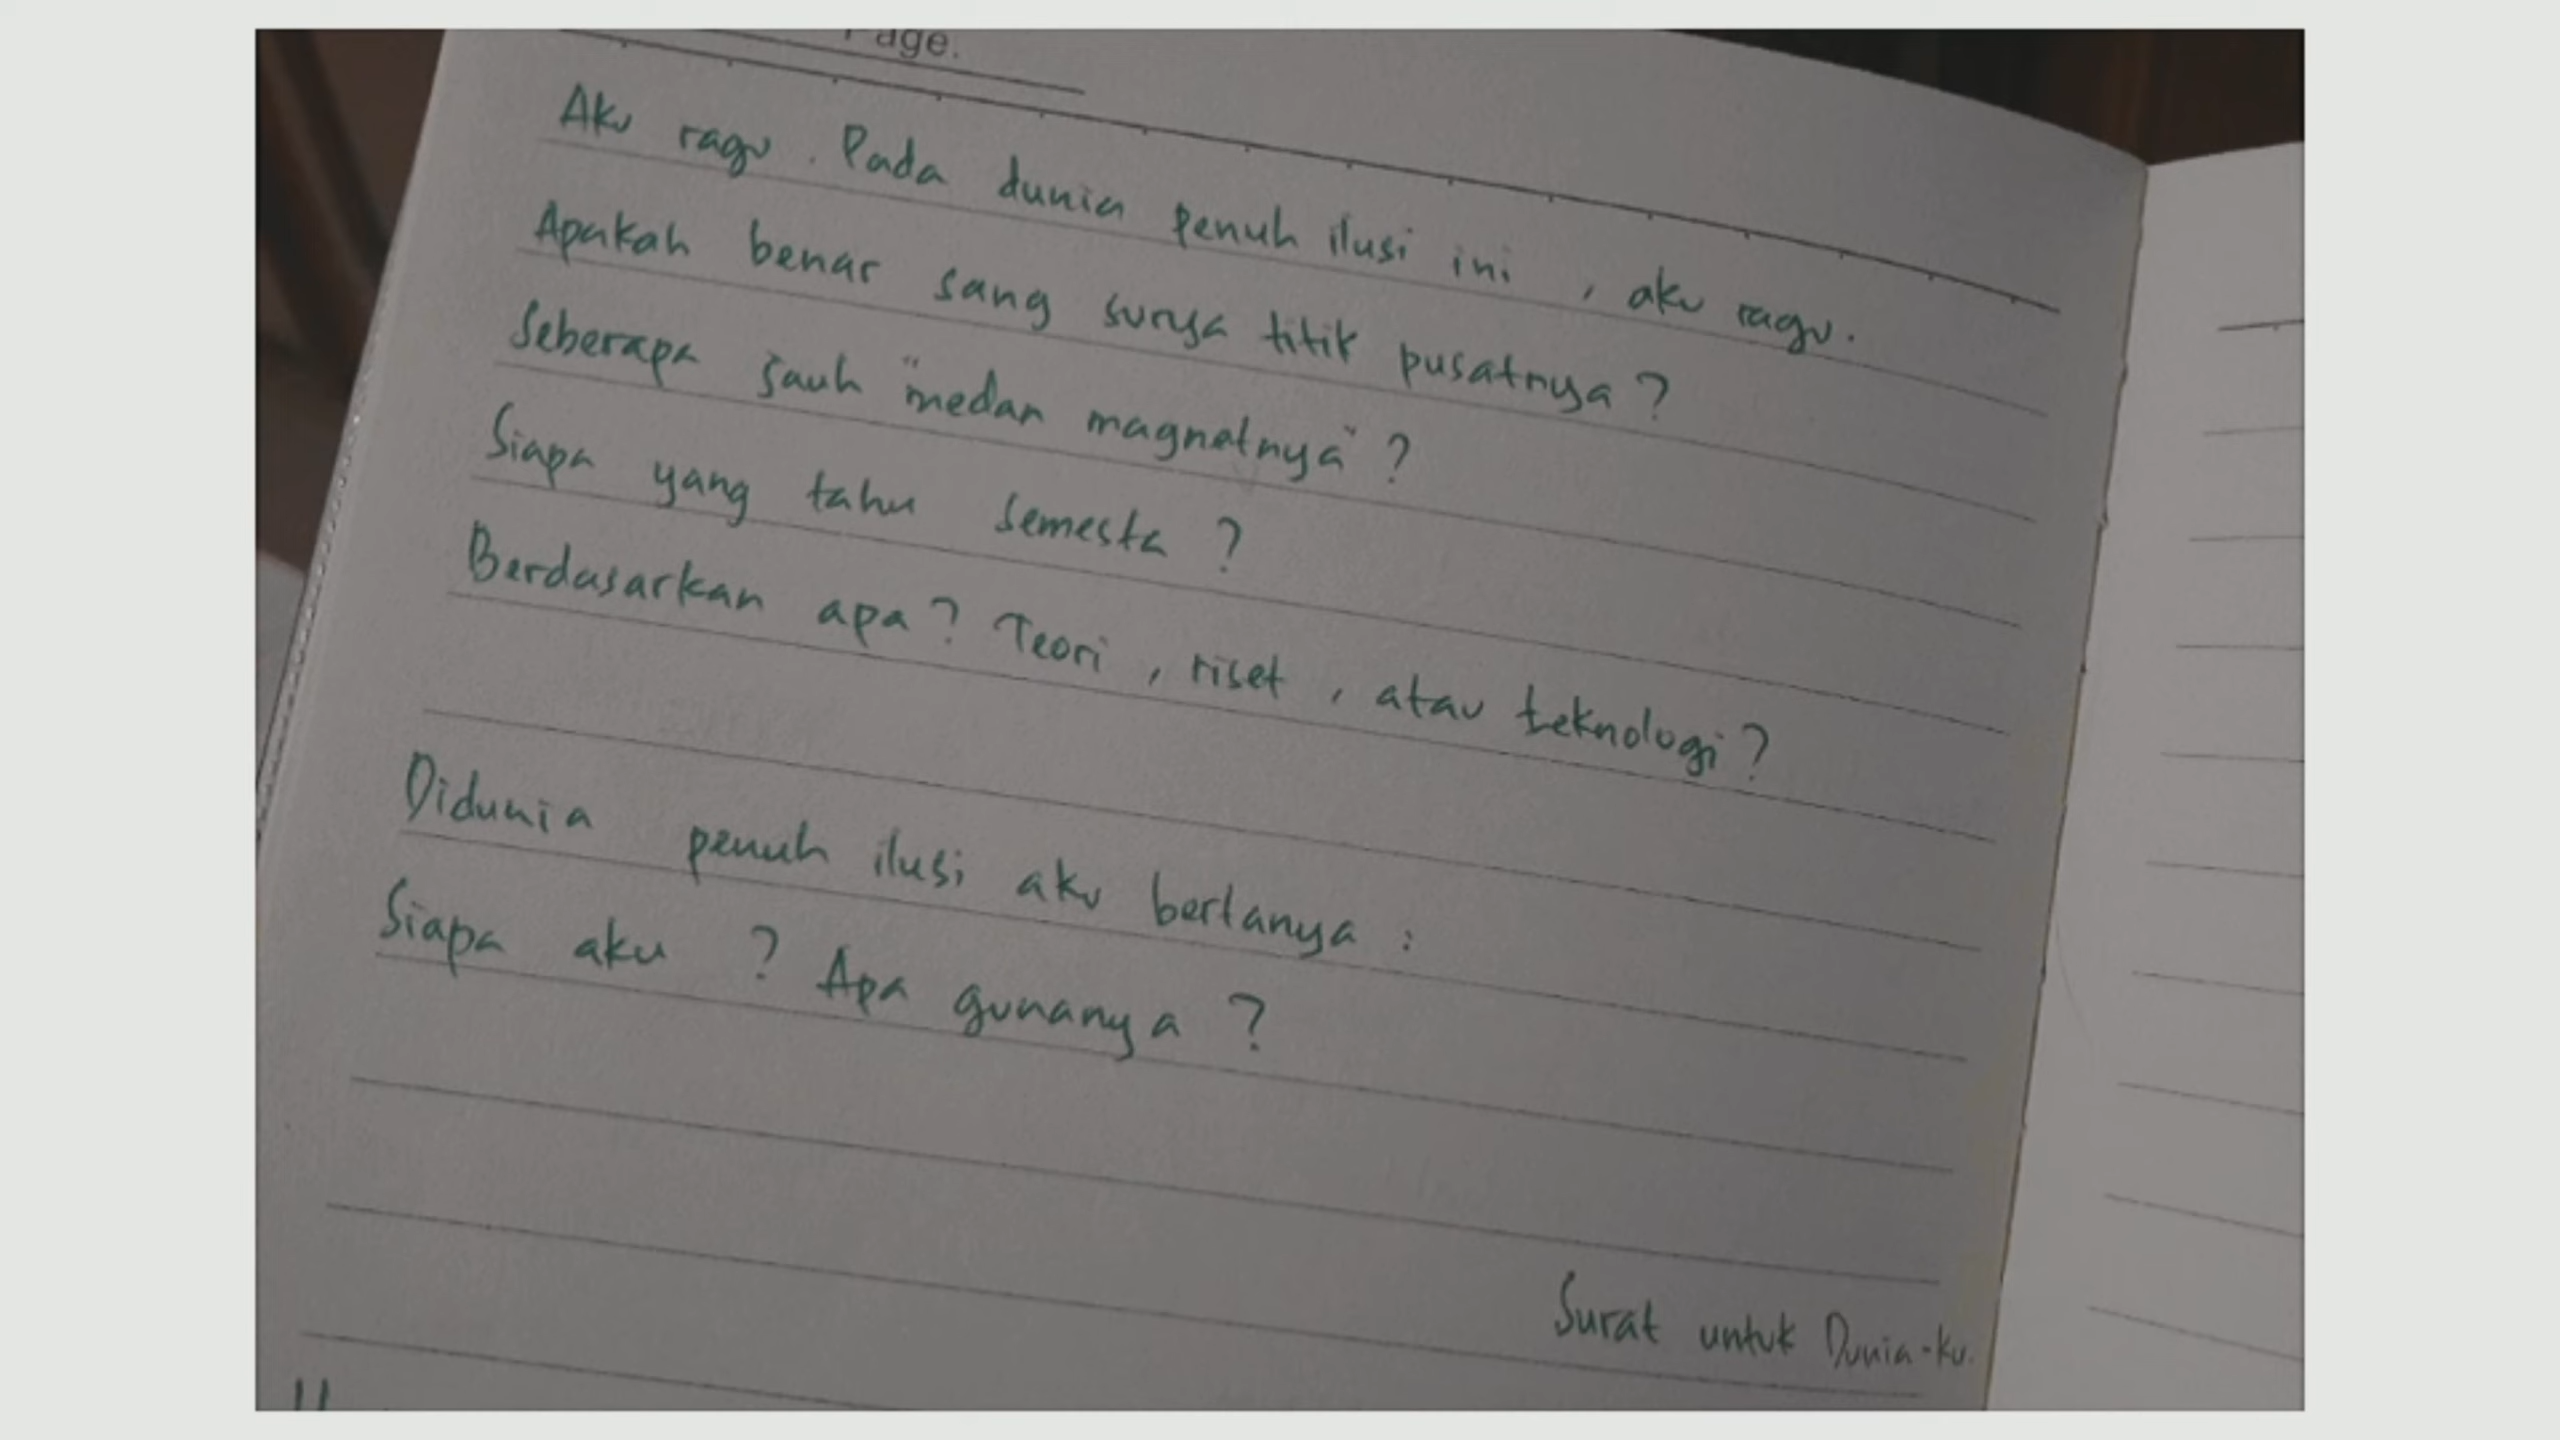 Page.
Aku ragu. Pada dunia penuh ilusi ini, aku ragu.
Apakah benar sang surya titik pusatnya?
Seberapa jauh "medan magnetnya"?
Siapa yang tahu semesta?
Berdasarkan apa? Teori, riset, atau teknologi?
Didunia penuh ilusi aku bertanya:
Siapa aku? Apa gunanya?
Surat untuk Dunia-ku.